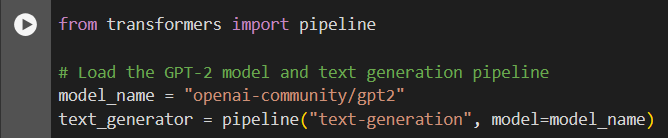 from transformers import pipeline
# Load the GPT-2 model and text generation pipeline
model_name = "openai-community/gpt2"
text_generator = pipeline("text-generation", model=model_name)